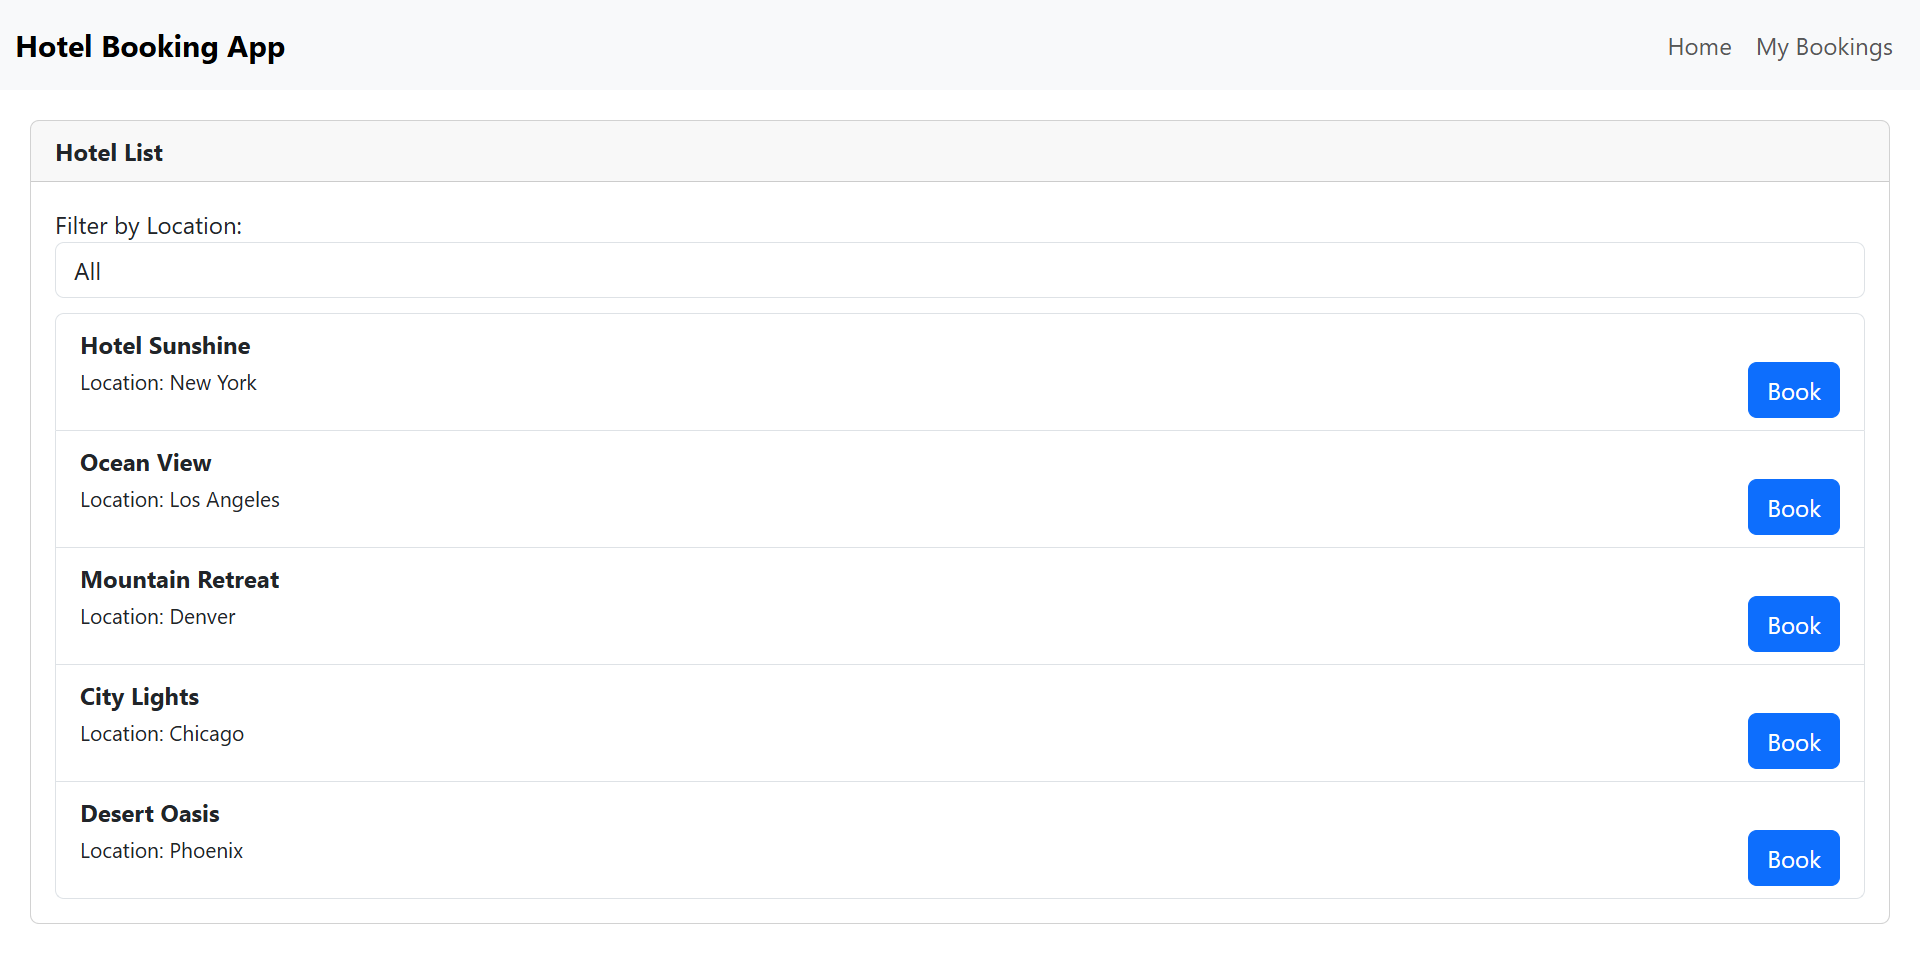 Hotel Booking App
Home
My Bookings
Hotel List
Filter by Location:
All
Hotel Sunshine
Location: New York
Book
Ocean View
Location: Los Angeles
Book
Mountain Retreat
Location: Denver
Book
City Lights
Location: Chicago
Book
Desert Oasis
Location: Phoenix
Book